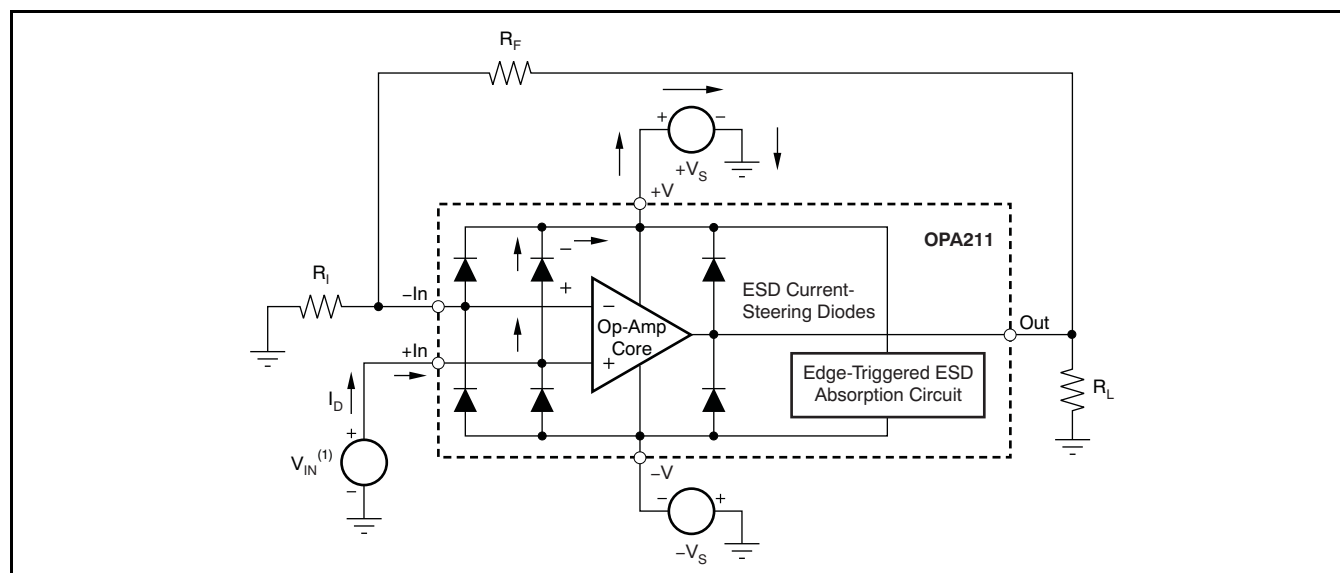 R_F
+ −
+V_S
+V
OPA211
−
+
R_I
−In
−
Op-Amp
Core
+
ESD Current-
Steering Diodes
Out
+In
Edge-Triggered ESD
Absorption Circuit
R_L
I_D
+
V_IN^(1)
−
−V
− +
−V_S